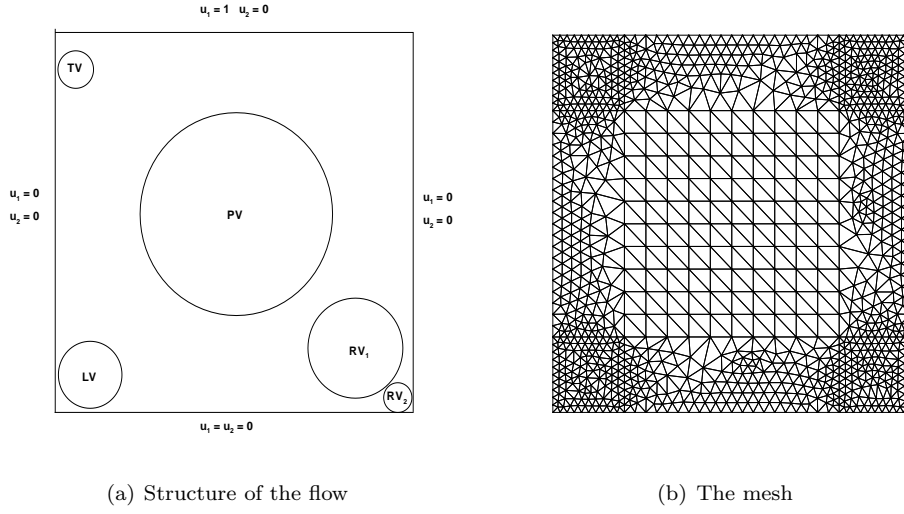 u₁ = 1 u₂ = 0
TV
u₁ = 0
u₂ = 0
PV
u₁ = 0
u₂ = 0
RV₁
LV
RV₂
u₁ = u₂ = 0
(a) Structure of the flow
(b) The mesh